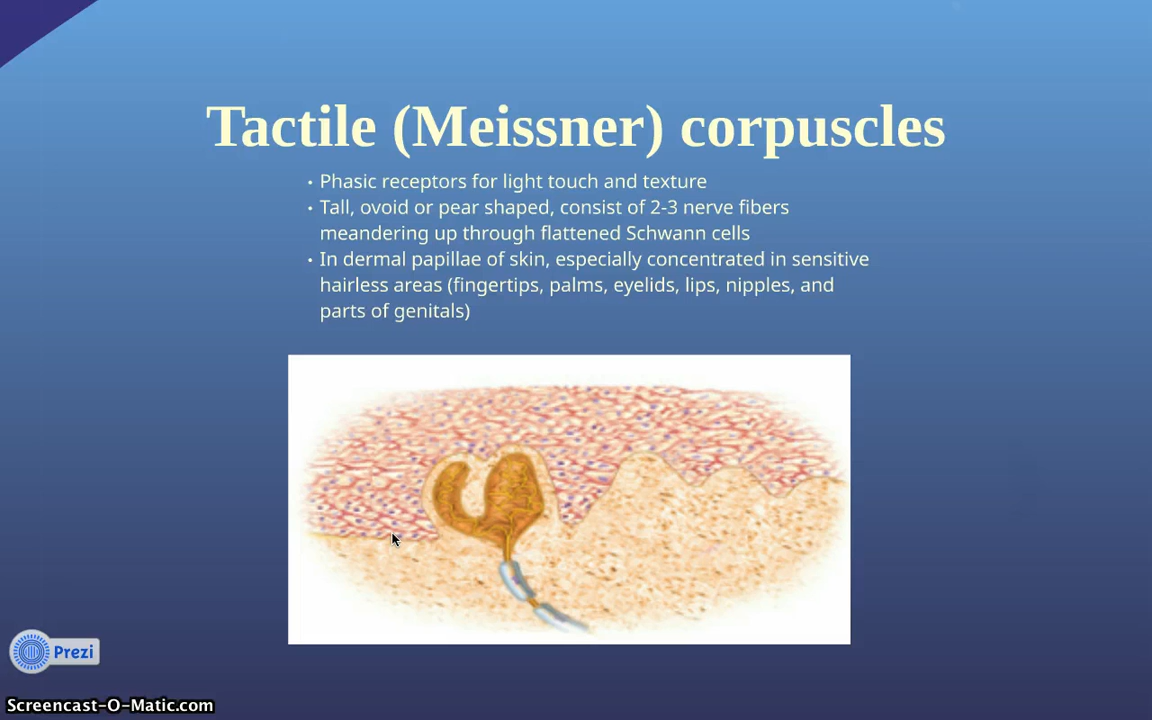 Tactile (Meissner) corpuscles
• Phasic receptors for light touch and texture
• Tall, ovoid or pear shaped, consist of 2-3 nerve fibers
meandering up through flattened Schwann cells
• In dermal papillae of skin, especially concentrated in sensitive
hairless areas (fingertips, palms, eyelids, lips, nipples, and
parts of genitals)
Prezi
Screencast-O-Matic.com